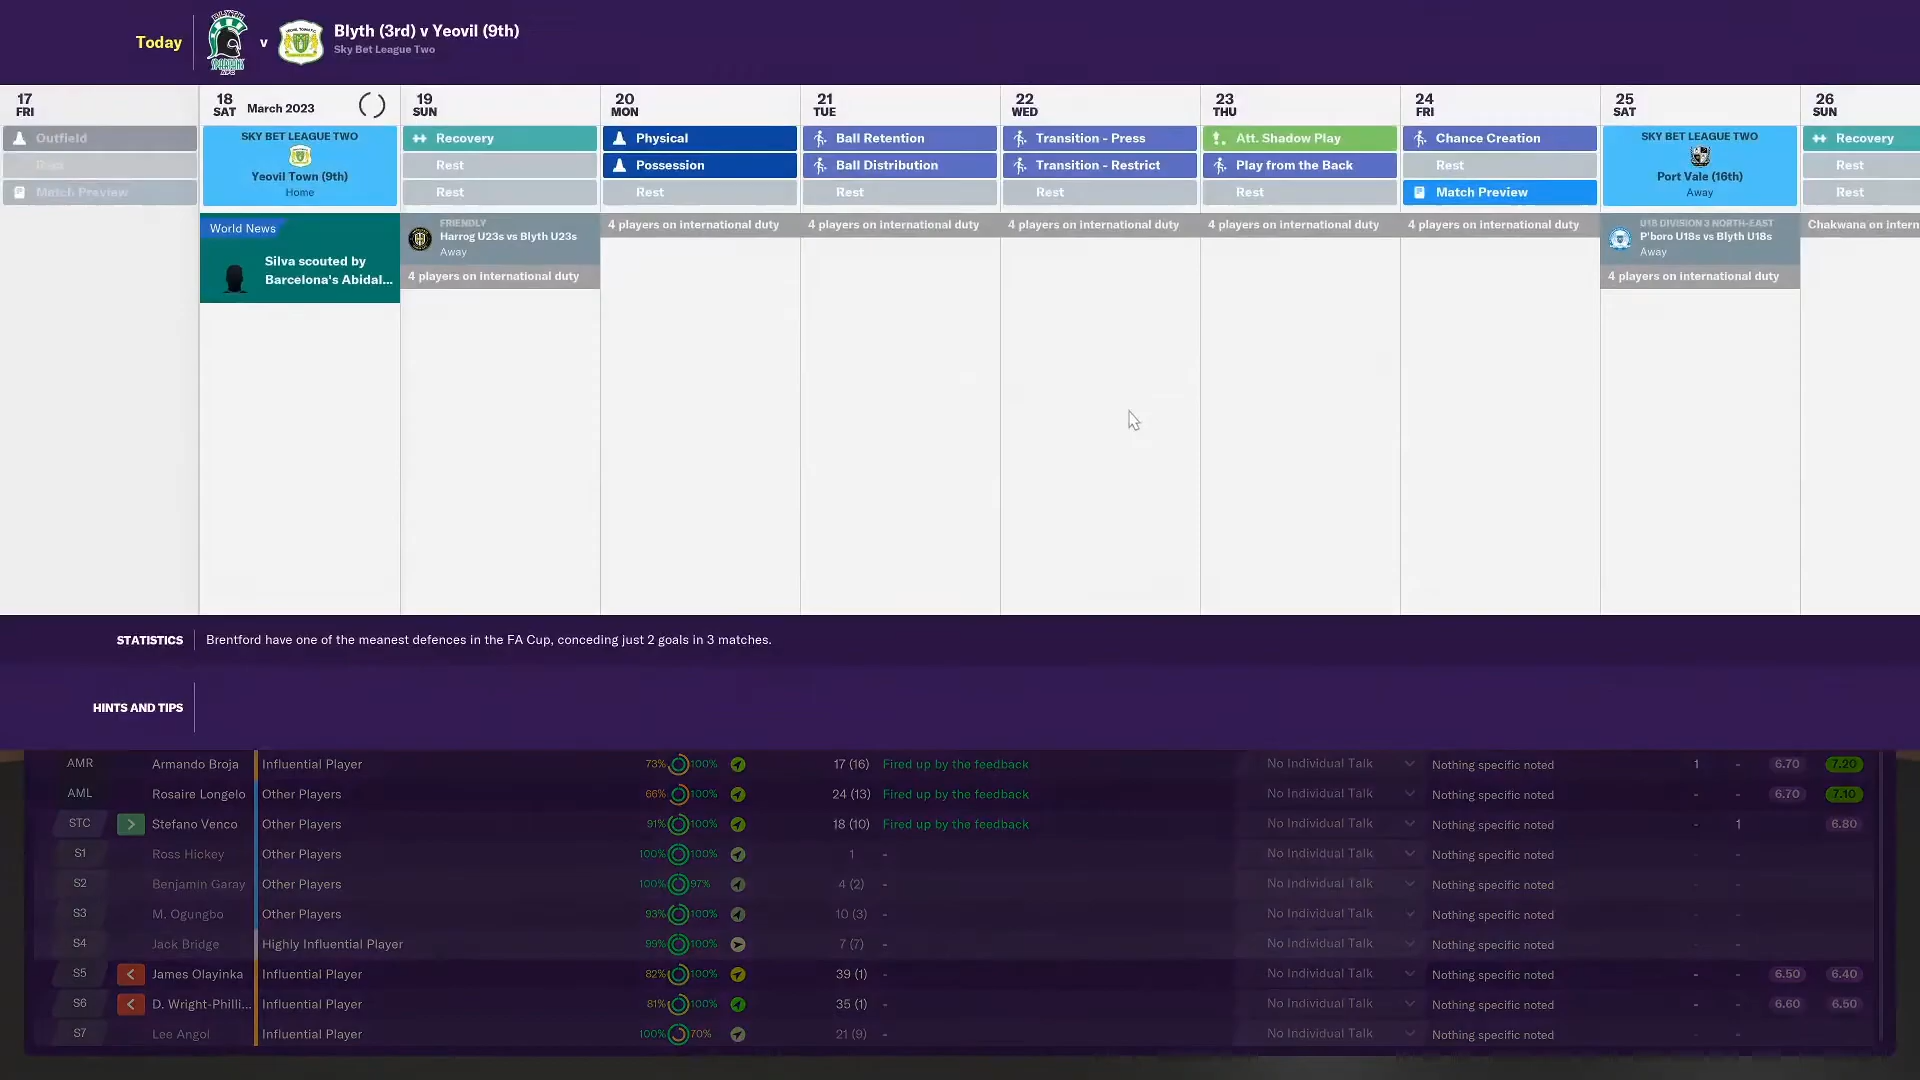 Today
v
Blyth (3rd) v Yeovil (9th)
Sky Bet League Two
17
FRI
Outfield
Rest
Match Preview
18
SAT
March 2023
SKY BET LEAGUE TWO
Yeovil Town (9th)
Home
World News
Silva scouted by
Barcelona's Abidal...
19
SUN
Recovery
Rest
Rest
FRIENDLY
Harrog U23s vs Blyth U23s
Away
4 players on international duty
20
MON
Physical
Possession
Rest
4 players on international duty
21
TUE
Ball Retention
Ball Distribution
Rest
4 players on international duty
22
WED
Transition - Press
Transition - Restrict
Rest
4 players on international duty
23
THU
Att. Shadow Play
Play from the Back
Rest
4 players on international duty
24
FRI
Chance Creation
Rest
Match Preview
4 players on international duty
25
SAT
SKY BET LEAGUE TWO
Port Vale (16th)
Away
U18 DIVISION 3 NORTH-EAST
P'boro U18s vs Blyth U18s
Away
4 players on international duty
26
SUN
Recovery
Rest
Rest
Chakwana on intern
STATISTICS Brentford have one of the meanest defences in the FA Cup, conceding just 2 goals in 3 matches.
HINTS AND TIPS
AMR Armando Broja Influential Player 73% 100% 17 (16) Fired up by the feedback No Individual Talk Nothing specific noted 1 - 6.70 7.20
AML Rosaire Longelo Other Players 66% 100% 24 (13) Fired up by the feedback No Individual Talk Nothing specific noted - - 6.70 7.10
STC Stefano Venco Other Players 91% 100% 18 (10) Fired up by the feedback No Individual Talk Nothing specific noted - 1 6.80
S1 Ross Hickey Other Players 100% 100% 1 - No Individual Talk Nothing specific noted - -
S2 Benjamin Garay Other Players 100% 97% 4 (2) - No Individual Talk Nothing specific noted - -
S3 M. Ogungbo Other Players 93% 100% 10 (3) - No Individual Talk Nothing specific noted - -
S4 Jack Bridge Highly Influential Player 99% 100% 7 (7) - No Individual Talk Nothing specific noted - -
S5 James Olayinka Influential Player 82% 100% 39 (1) - No Individual Talk Nothing specific noted - - 6.50 6.40
S6 D. Wright-Philli... Influential Player 81% 100% 35 (1) - No Individual Talk Nothing specific noted - - 6.60 6.50
S7 Lee Angol Influential Player 100% 70% 21 (9) - No Individual Talk Nothing specific noted - -